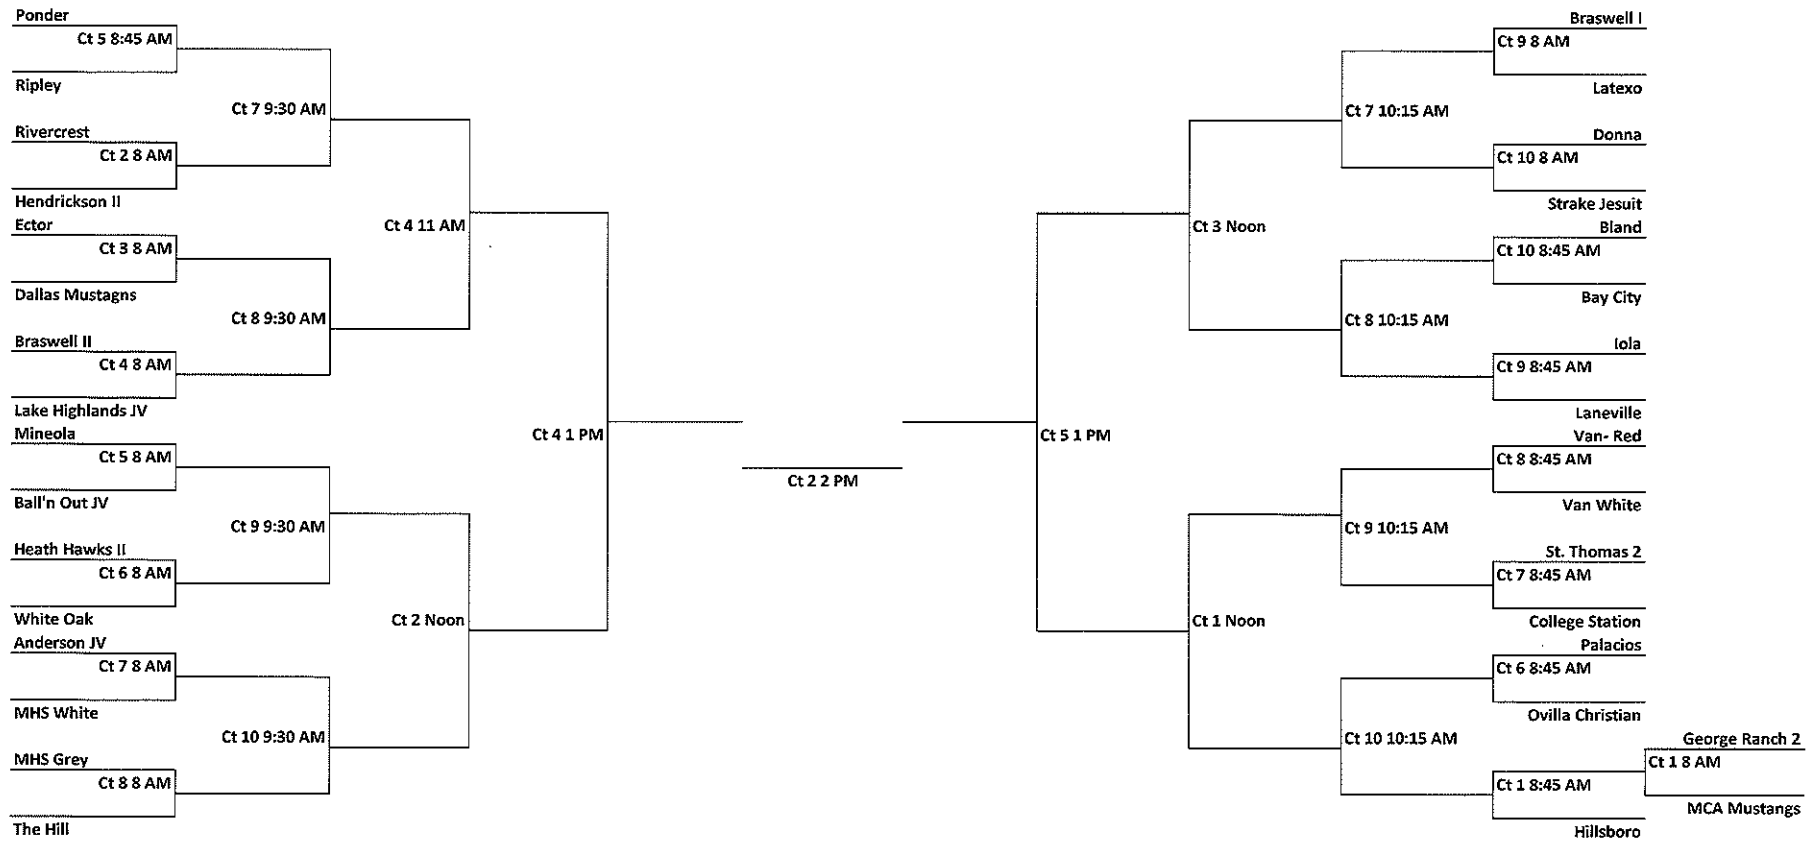 Ponder
Ct 5 8:45 AM
Ripley
Ct 7 9:30 AM
Rivercrest
Ct 2 8 AM
Hendrickson II
Ector
Ct 4 11 AM
Ct 3 8 AM
Dallas Mustagns
Ct 8 9:30 AM
Braswell II
Ct 4 8 AM
Lake Highlands JV
Mineola
Ct 4 1 PM
Ct 5 8 AM
Ball'n Out JV
Ct 9 9:30 AM
Heath Hawks II
Ct 6 8 AM
White Oak
Ct 2 Noon
Anderson JV
Ct 7 8 AM
MHS White
Ct 10 9:30 AM
MHS Grey
Ct 8 8 AM
The Hill
Ct 2 2 PM
Braswell I
Ct 9 8 AM
Latexo
Ct 7 10:15 AM
Donna
Ct 10 8 AM
Strake Jesuit
Ct 3 Noon
Bland
Ct 10 8:45 AM
Bay City
Ct 8 10:15 AM
Iola
Ct 9 8:45 AM
Laneville
Ct 5 1 PM
Van- Red
Ct 8 8:45 AM
Van White
Ct 9 10:15 AM
St. Thomas 2
Ct 7 8:45 AM
College Station
Ct 1 Noon
Palacios
Ct 6 8:45 AM
Ovilla Christian
Ct 10 10:15 AM
George Ranch 2
Ct 1 8 AM
Ct 1 8:45 AM
MCA Mustangs
Hillsboro